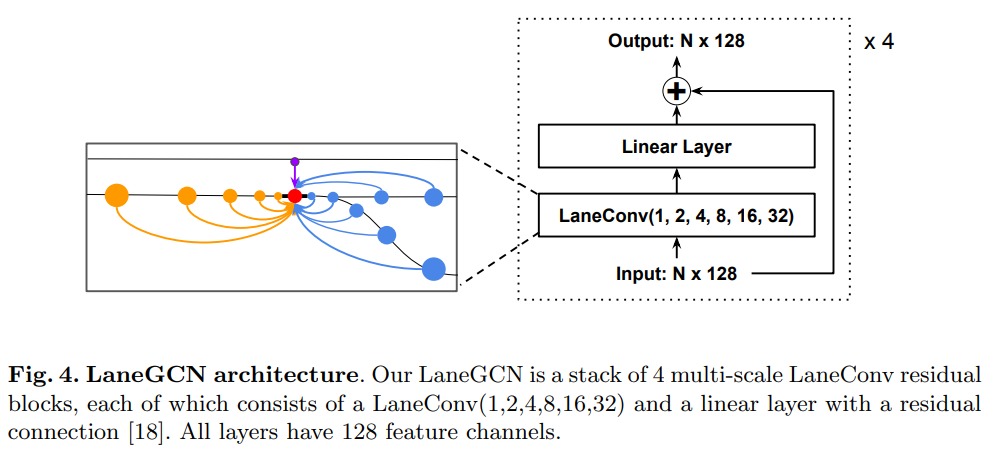 Output: N x 128
x 4
Linear Layer
LaneConv(1, 2, 4, 8, 16, 32)
Input: N x 128
Fig. 4. LaneGCN architecture. Our LaneGCN is a stack of 4 multi-scale LaneConv residual
blocks, each of which consists of a LaneConv(1,2,4,8,16,32) and a linear layer with a residual
connection [18]. All layers have 128 feature channels.